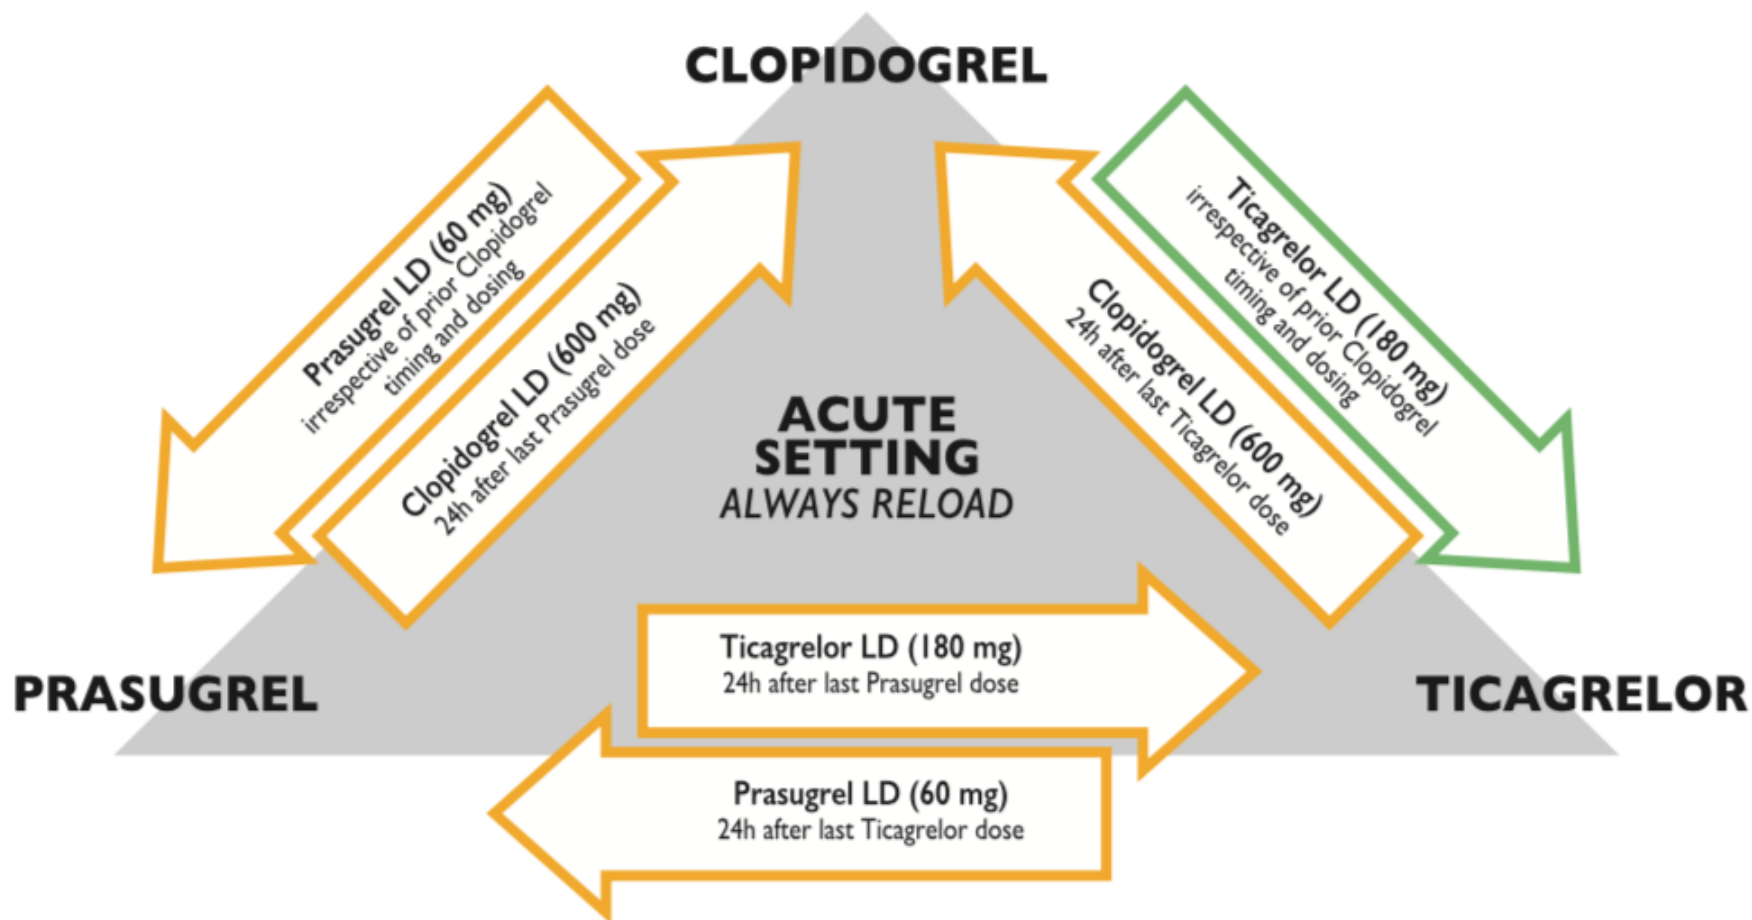 CLOPIDOGREL
Prasugrel LD (60 mg)
irrespective of prior Clopidogrel
timing and dosing
Clopidogrel LD (600 mg)
24h after last Prasugrel dose
Ticagrelor LD (180 mg)
irrespective of prior Clopidogrel
timing and dosing
Clopidogrel LD (600 mg)
24h after last Ticagrelor dose
ACUTE
SETTING
ALWAYS RELOAD
PRASUGREL
TICAGRELOR
Ticagrelor LD (180 mg)
24h after last Prasugrel dose
Prasugrel LD (60 mg)
24h after last Ticagrelor dose